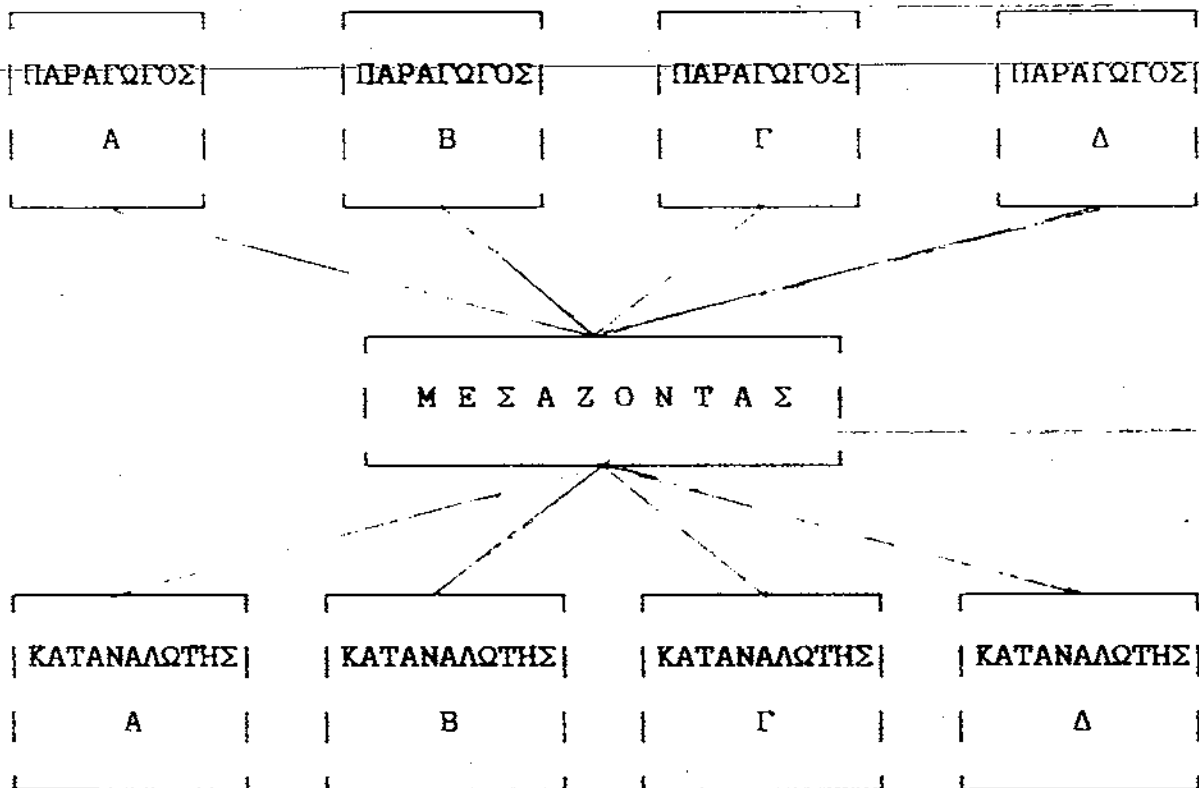 ΠΑΡΑΓΩΓΟΣ ΠΑΡΑΓΩΓΟΣ ΠΑΡΑΓΩΓΟΣ ΠΑΡΑΓΩΓΟΣ
Α Β Γ Δ
Μ Ε Σ Α Ζ Ο Ν Τ Α Σ
ΚΑΤΑΝΑΛΩΤΗΣ ΚΑΤΑΝΑΛΩΤΗΣ ΚΑΤΑΝΑΛΩΤΗΣ ΚΑΤΑΝΑΛΩΤΗΣ
Α Β Γ Δ